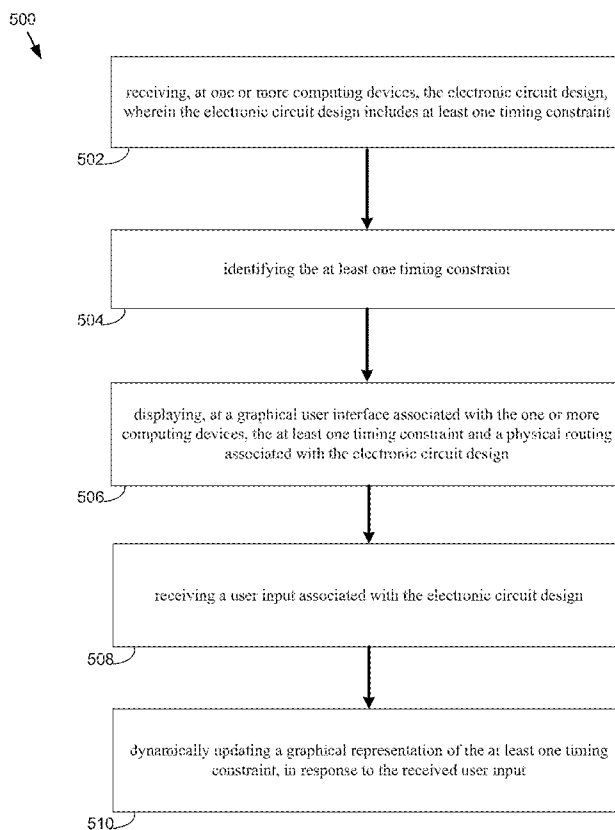 500
receiving, at one or more computing devices, the electronic circuit design,
wherein the electronic circuit design includes at least one timing constraint
502
identifying the at least one timing constraint
504
displaying, at a graphical user interface associated with the one or more
computing devices, the at least one timing constraint and a physical routing
associated with the electronic circuit design
506
receiving a user input associated with the electronic circuit design
508
dynamically updating a graphical representation of the at least one timing
constraint, in response to the received user input
510